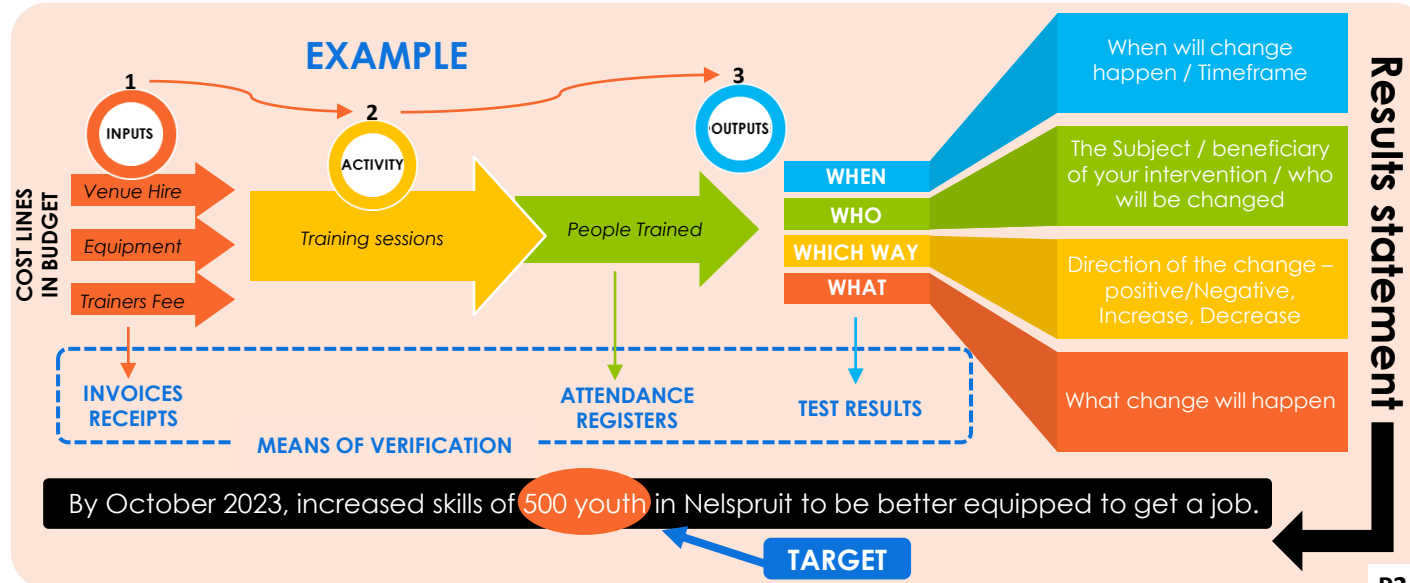 EXAMPLE
1
2
3
INPUTS
ACTIVITY
OUTPUTS
COST LINES
IN BUDGET
Venue Hire
Equipment
Trainers Fee
Training sessions
People Trained
WHEN
WHO
WHICH WAY
WHAT
When will change
happen / Timeframe
The Subject / beneficiary
of your intervention / who
will be changed
Direction of the change –
positive/Negative,
Increase, Decrease
What change will happen
Results statement
INVOICES
RECEIPTS
ATTENDANCE
REGISTERS
TEST RESULTS
MEANS OF VERIFICATION
By October 2023, increased skills of 500 youth in Nelspruit to be better equipped to get a job.
TARGET